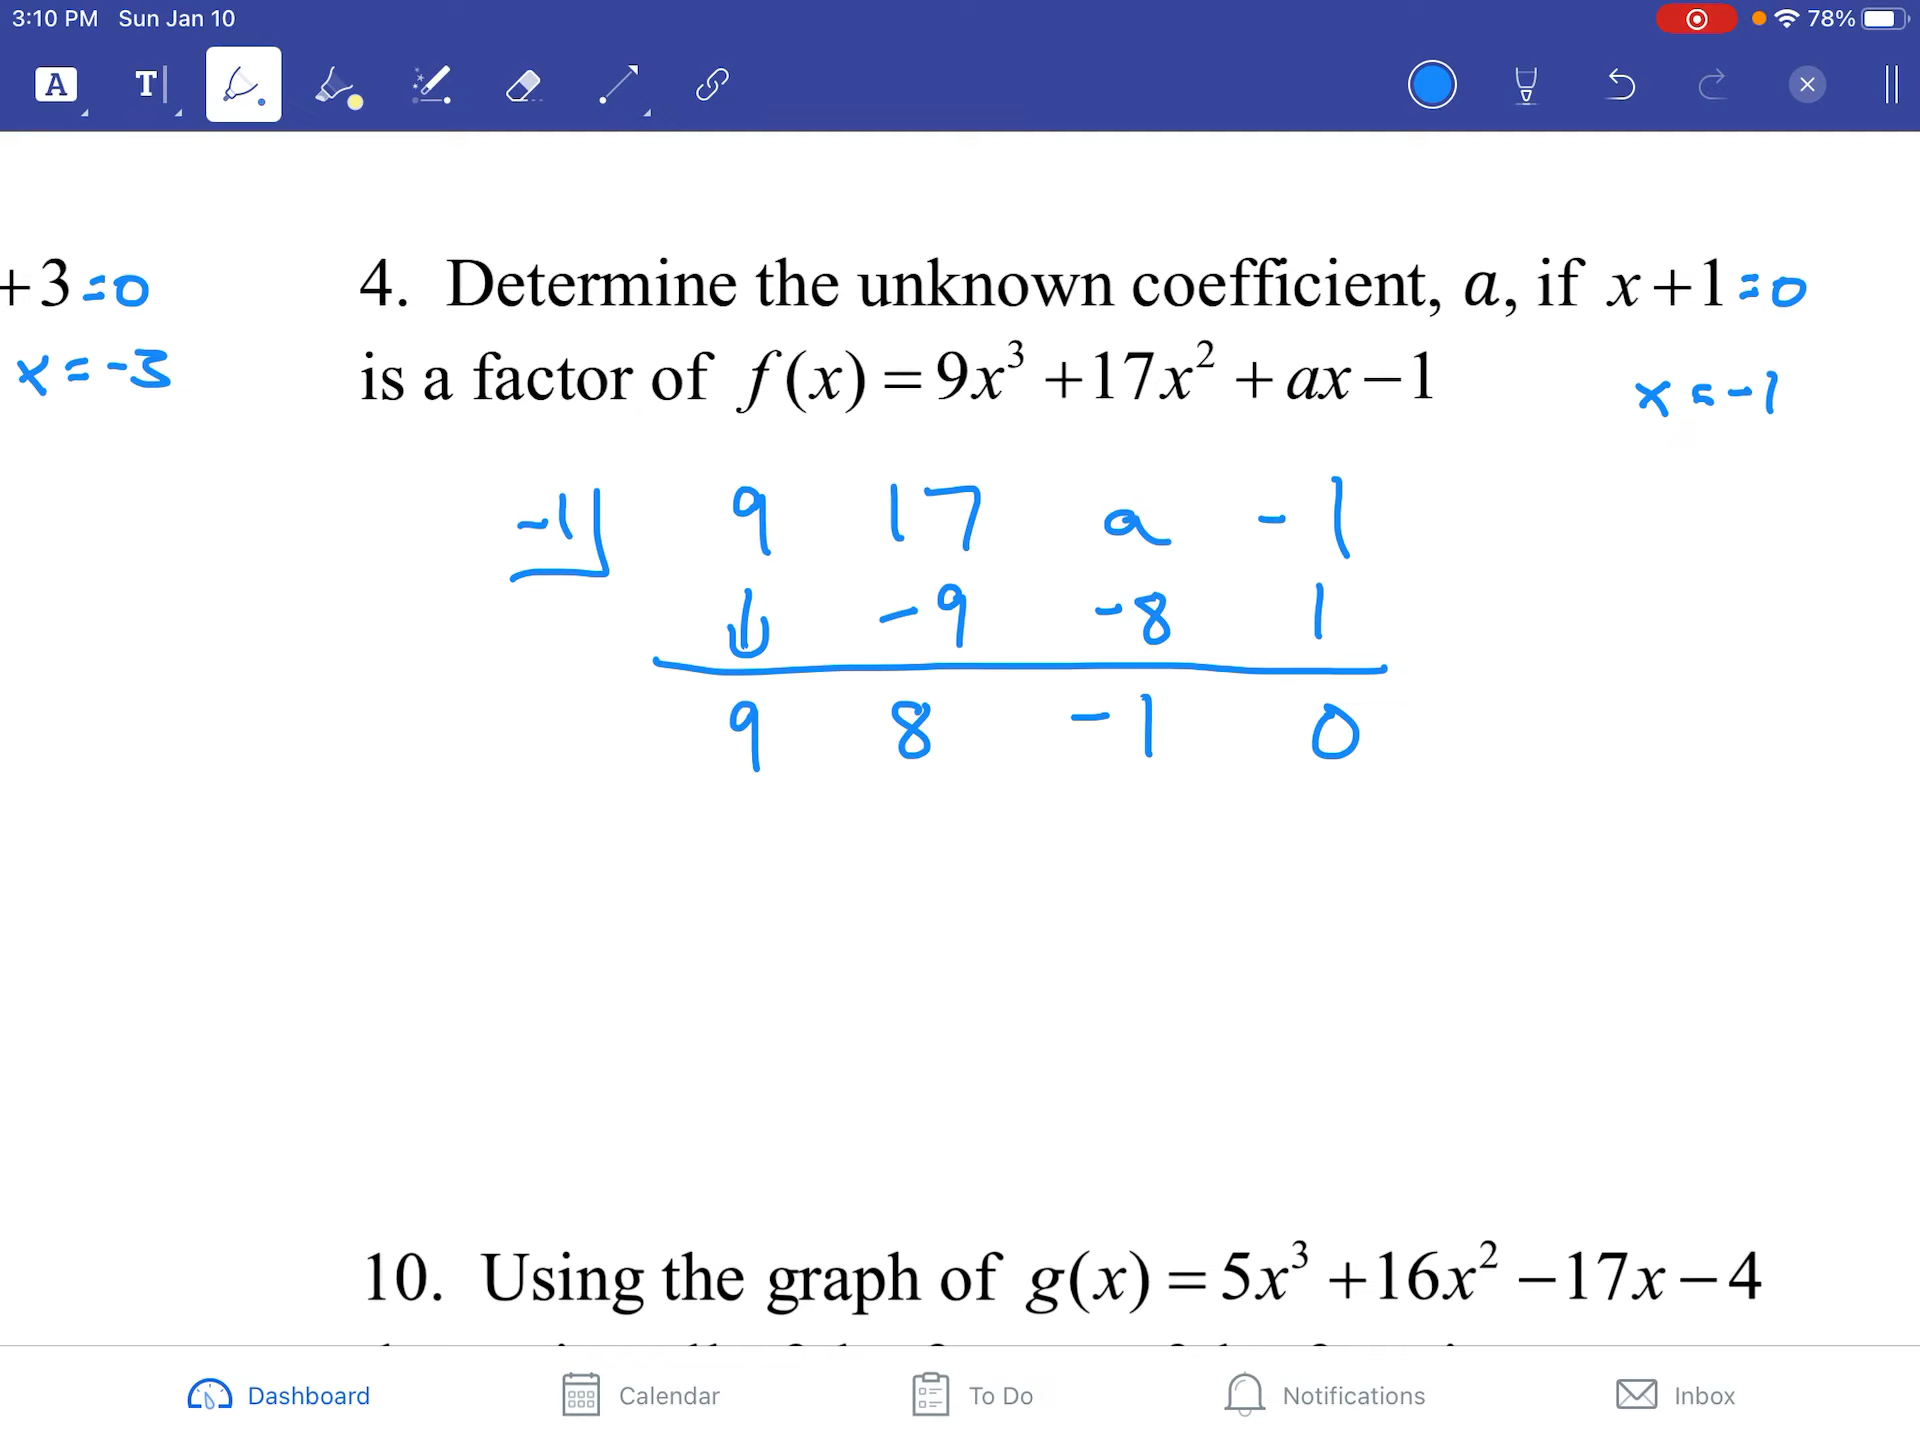 3:10 PM Sun Jan 10
78%
A T
+3=0
x=-3
4. Determine the unknown coefficient, a, if x+1=0
is a factor of f(x)=9x³+17x²+ax−1
x=-1
-1 9 17 a -1
-9 -8 1
9 8 -1 0
10. Using the graph of g(x)=5x³+16x²−17x−4
Dashboard Calendar To Do Notifications Inbox